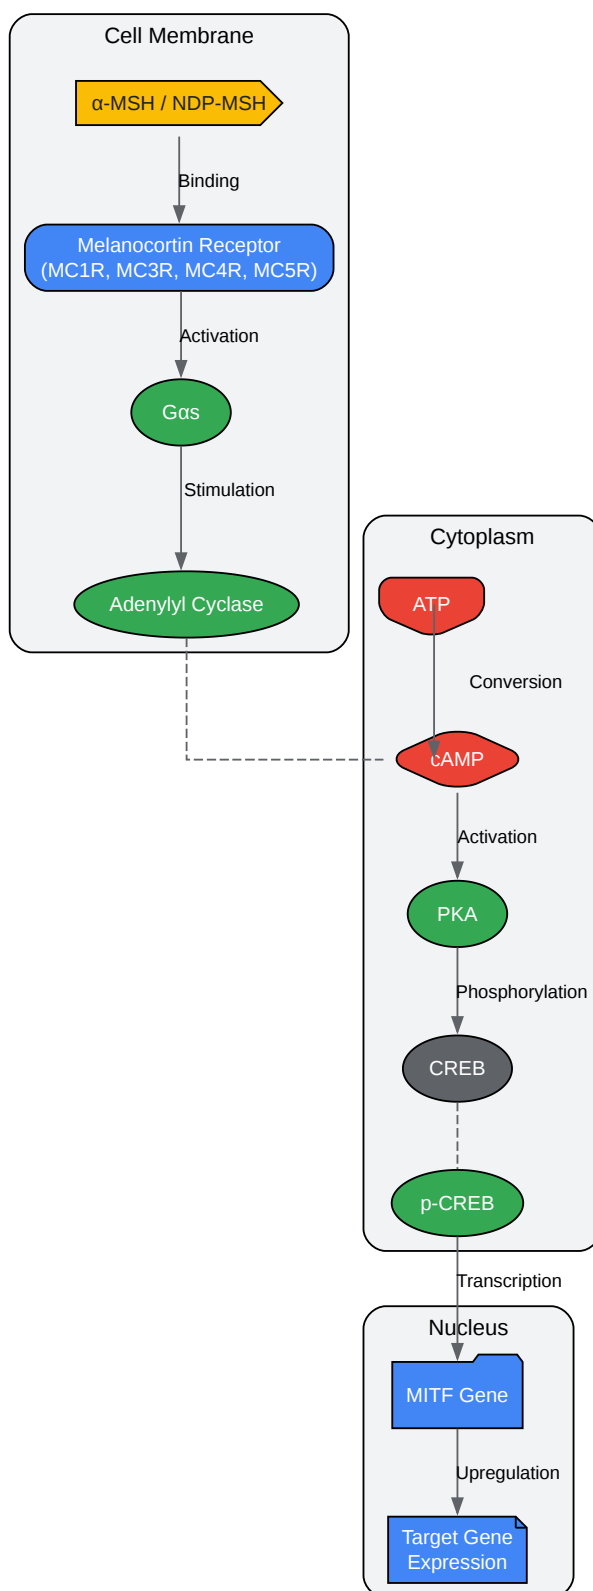 Cell Membrane
α-MSH / NDP-MSH
Binding
Melanocortin Receptor
(MC1R, MC3R, MC4R, MC5R)
Activation
Gαs
Stimulation
Adenylyl Cyclase
Cytoplasm
ATP
Conversion
cAMP
Activation
PKA
Phosphorylation
CREB
p-CREB
Transcription
Nucleus
MITF Gene
Upregulation
Target Gene
Expression